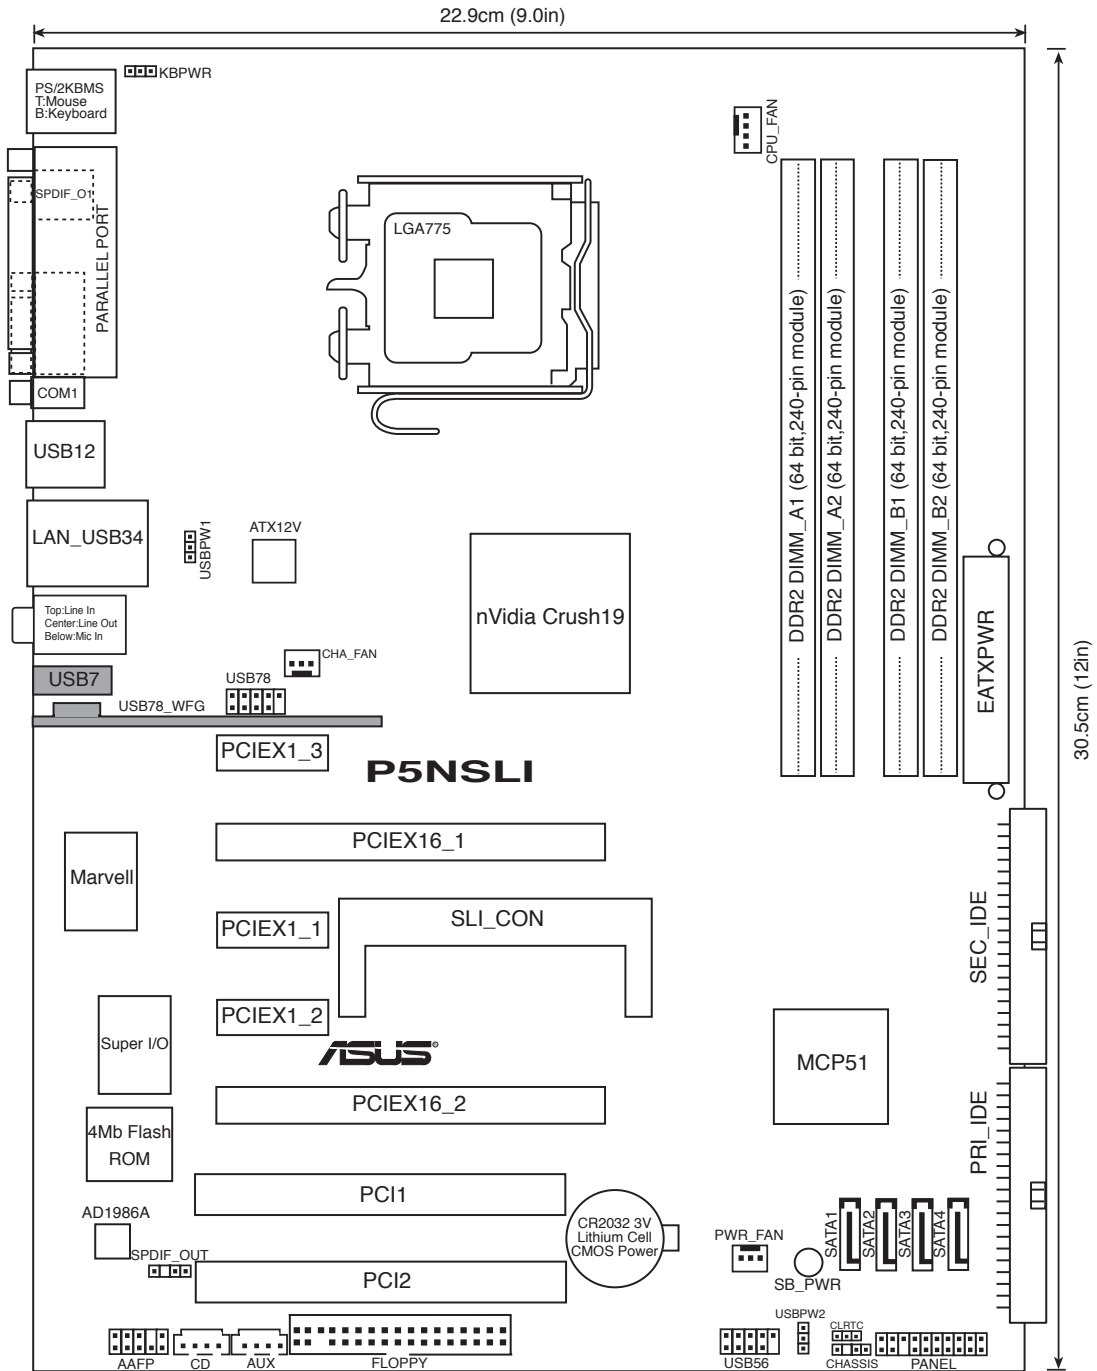 22.9cm (9.0in)
KBPWR
PS/2KBMS
T:Mouse
B:Keyboard
CPU_FAN
SPDIF_O1
PARALLEL PORT
LGA775
COM1
USB12
DDR2 DIMM_A1 (64 bit,240-pin module)
DDR2 DIMM_A2 (64 bit,240-pin module)
DDR2 DIMM_B1 (64 bit,240-pin module)
DDR2 DIMM_B2 (64 bit,240-pin module)
LAN_USB34
USBPW1
ATX12V
nVidia Crush19
Top:Line In
Center:Line Out
Below:Mic In
CHA_FAN
USB7
USB78
USB78_WFG
EATXPWR
30.5cm (12in)
PCIEX1_3
P5NSLI
PCIEX16_1
Marvell
PCIEX1_1
SLI_CON
SEC_IDE
PCIEX1_2
Super I/O
ASUS®
MCP51
PCIEX16_2
4Mb Flash
ROM
PRI_IDE
PCI1
AD1986A
CR2032 3V
Lithium Cell
CMOS Power
PWR_FAN
SATA1
SATA2
SATA3
SATA4
SPDIF_OUT
PCI2
SB_PWR
USBPW2
CLRTC
AAFP
CD
AUX
FLOPPY
USB56
CHASSIS
PANEL